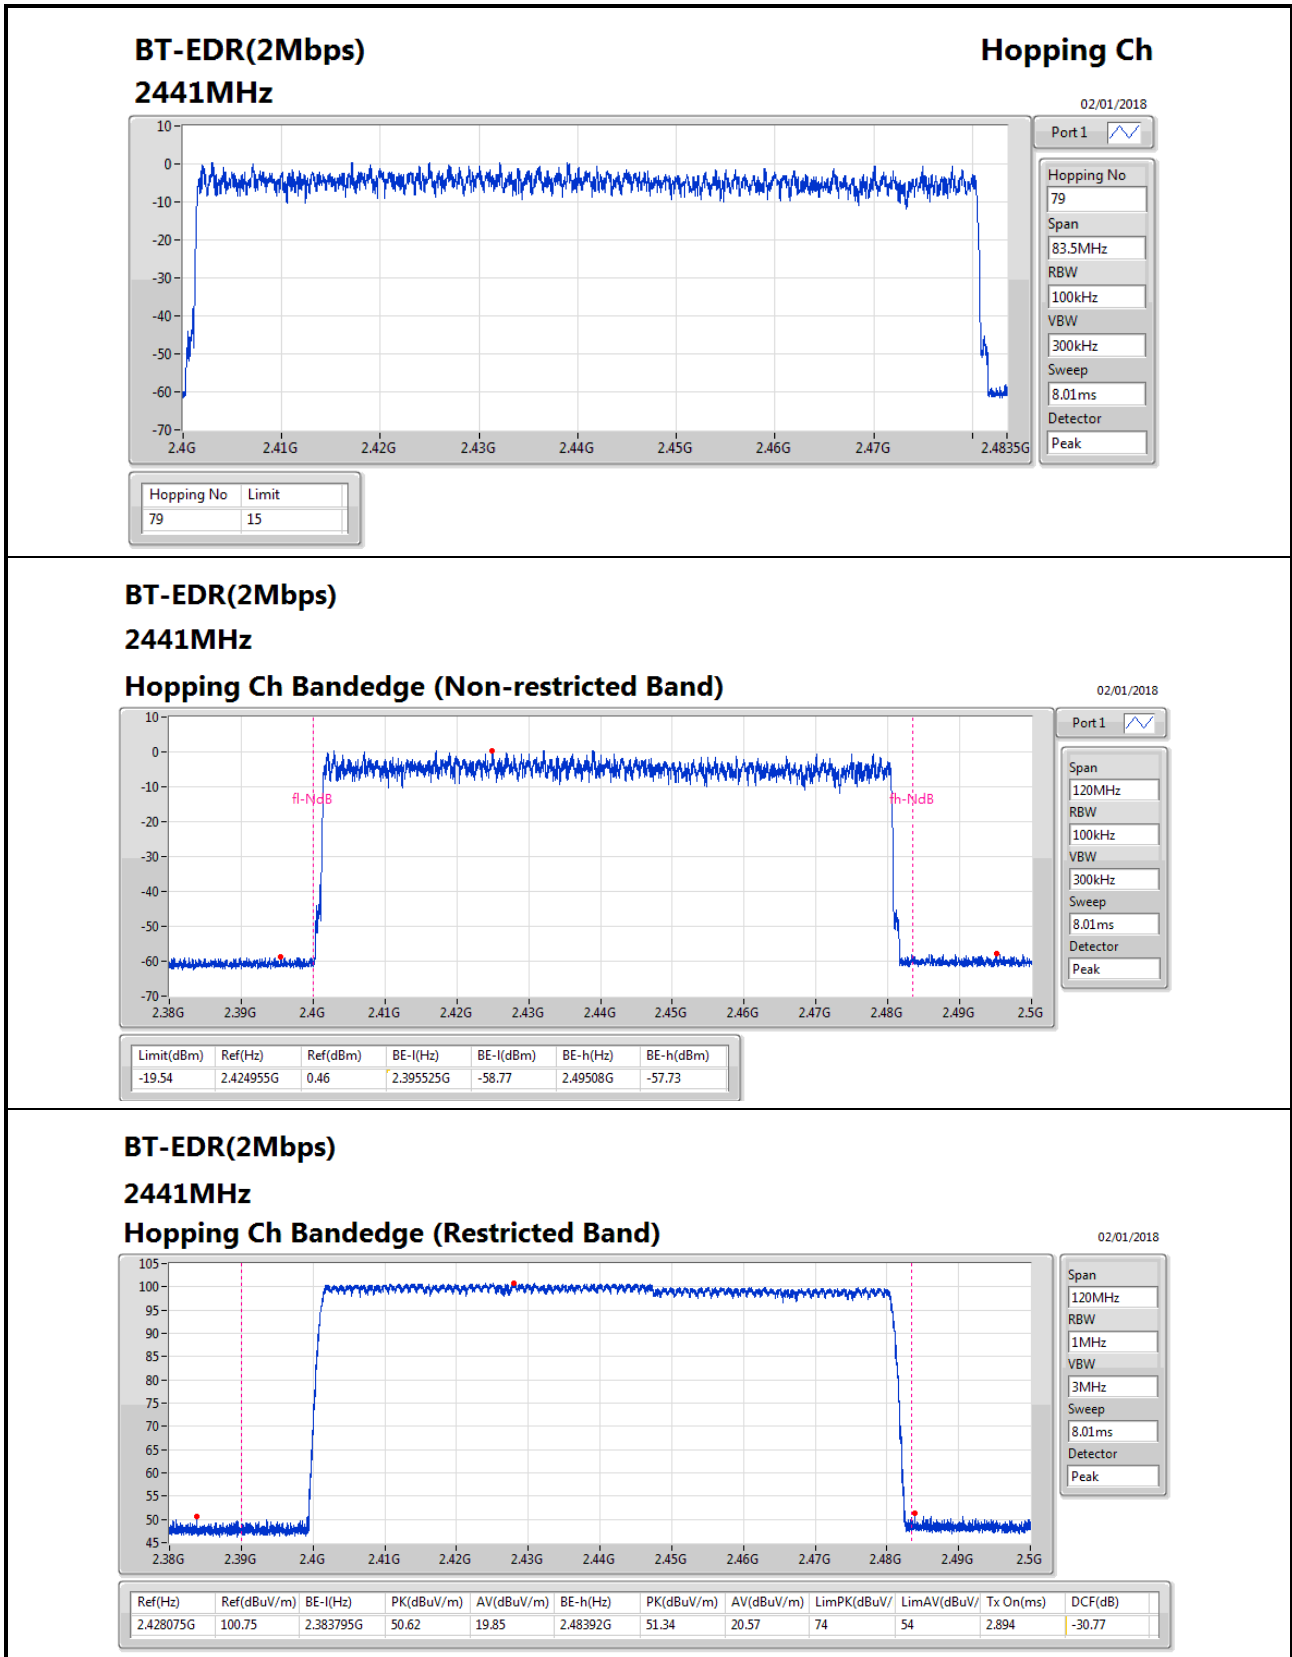 BT-EDR(2Mbps) Hopping Ch
2441MHz
02/01/2018
Port 1
10
0
-10
-20
-30
-40
-50
-60
-70
2.4G 2.41G 2.42G 2.43G 2.44G 2.45G 2.46G 2.47G 2.4835G
Hopping No
79
Span
83.5MHz
RBW
100kHz
VBW
300kHz
Sweep
8.01ms
Detector
Peak
Hopping No Limit
79 15
BT-EDR(2Mbps)
2441MHz
Hopping Ch Bandedge (Non-restricted Band)
02/01/2018
Port 1
10
0
-10
-20
-30
-40
-50
-60
-70
fl-NdB fh-NdB
2.38G 2.39G 2.4G 2.41G 2.42G 2.43G 2.44G 2.45G 2.46G 2.47G 2.48G 2.49G 2.5G
Span
120MHz
RBW
100kHz
VBW
300kHz
Sweep
8.01ms
Detector
Peak
Limit(dBm) Ref(Hz) Ref(dBm) BE-l(Hz) BE-l(dBm) BE-h(Hz) BE-h(dBm)
-19.54 2.424955G 0.46 2.395525G -58.77 2.49508G -57.73
BT-EDR(2Mbps)
2441MHz
Hopping Ch Bandedge (Restricted Band)
02/01/2018
105
100
95
90
85
80
75
70
65
60
55
50
45
2.38G 2.39G 2.4G 2.41G 2.42G 2.43G 2.44G 2.45G 2.46G 2.47G 2.48G 2.49G 2.5G
Span
120MHz
RBW
1MHz
VBW
3MHz
Sweep
8.01ms
Detector
Peak
Ref(Hz) Ref(dBuV/m) BE-l(Hz) PK(dBuV/m) AV(dBuV/m) BE-h(Hz) PK(dBuV/m) AV(dBuV/m) LimPK(dBuV/ LimAV(dBuV/ Tx On(ms) DCF(dB)
2.428075G 100.75 2.383795G 50.62 19.85 2.48392G 51.34 20.57 74 54 2.894 -30.77